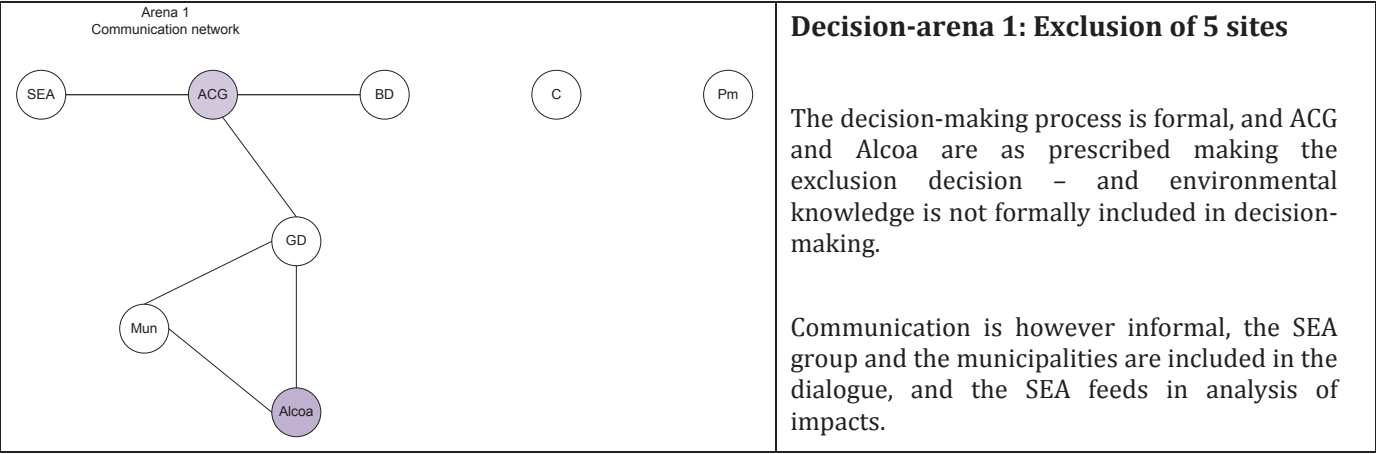 Arena 1
Communication network
SEA
ACG
BD
C
Pm
GD
Mun
Alcoa
Decision-arena 1: Exclusion of 5 sites
The decision-making process is formal, and ACG
and Alcoa are as prescribed making the
exclusion decision – and environmental
knowledge is not formally included in decision-
making.
Communication is however informal, the SEA
group and the municipalities are included in the
dialogue, and the SEA feeds in analysis of
impacts.